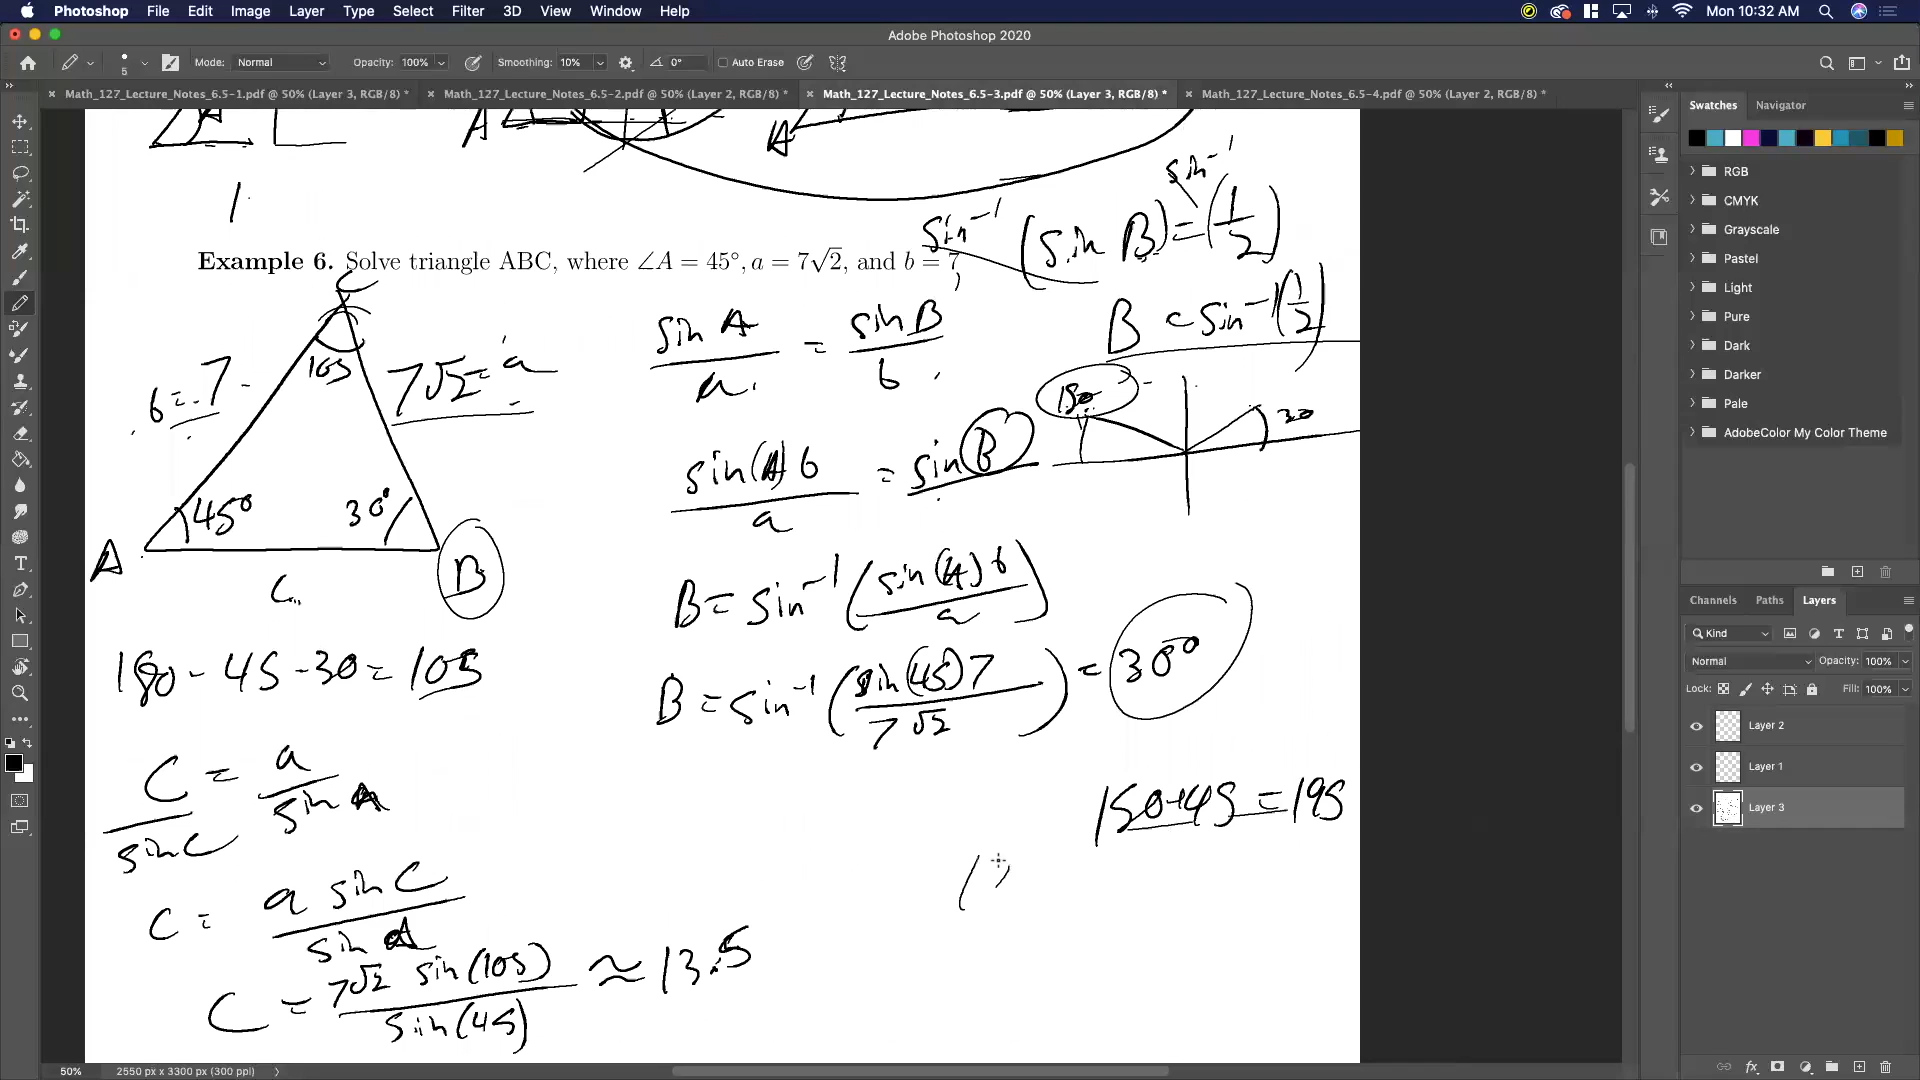 Photoshop File Edit Image Layer Type Select Filter 3D View Window Help Mon 10:32 AM
Adobe Photoshop 2020
5 Mode: Normal Opacity: 100% Smoothing: 10% 0° Auto Erase
Math_127_Lecture_Notes_6.5-1.pdf @ 50% (Layer 3, RGB/8) *
Math_127_Lecture_Notes_6.5-2.pdf @ 50% (Layer 2, RGB/8) *
Math_127_Lecture_Notes_6.5-3.pdf @ 50% (Layer 3, RGB/8) *
Math_127_Lecture_Notes_6.5-4.pdf @ 50% (Layer 2, RGB/8) *
A A A
sin⁻¹ sin⁻¹
(sin B) = (1/2)
Example 6. Solve triangle ABC, where ∠A = 45°, a = 7√2, and b = 7
B = sin⁻¹(1/2)
C
105
b = 7
7√2 = a
45°
30°
A
B
c
180 - 45 - 30 = 105
c/sin C = a/sin A
c = a sin C/sin A
C = 7√2 sin(105)/sin(45) ≈ 13.5
sin A/a = sin B/b
sin(A) b/a = sin B
150 30
B = sin⁻¹(sin(A) b/a)
B = sin⁻¹(sin(45) 7/7√2) = 30°
150+45 = 195
Swatches Navigator
RGB
CMYK
Grayscale
Pastel
Light
Pure
Dark
Darker
Pale
AdobeColor My Color Theme
Channels Paths Layers
Kind
Normal Opacity: 100%
Lock: Fill: 100%
Layer 2
Layer 1
Layer 3
50% 2550 px x 3300 px (300 ppi)